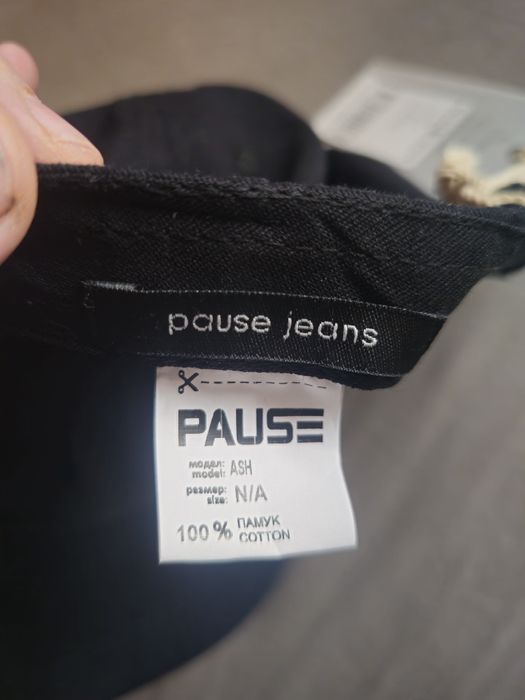 pause jeans
PAUSE
модел:
model: ASH
размер:
size: N/A
100% ПАМУК
COTTON